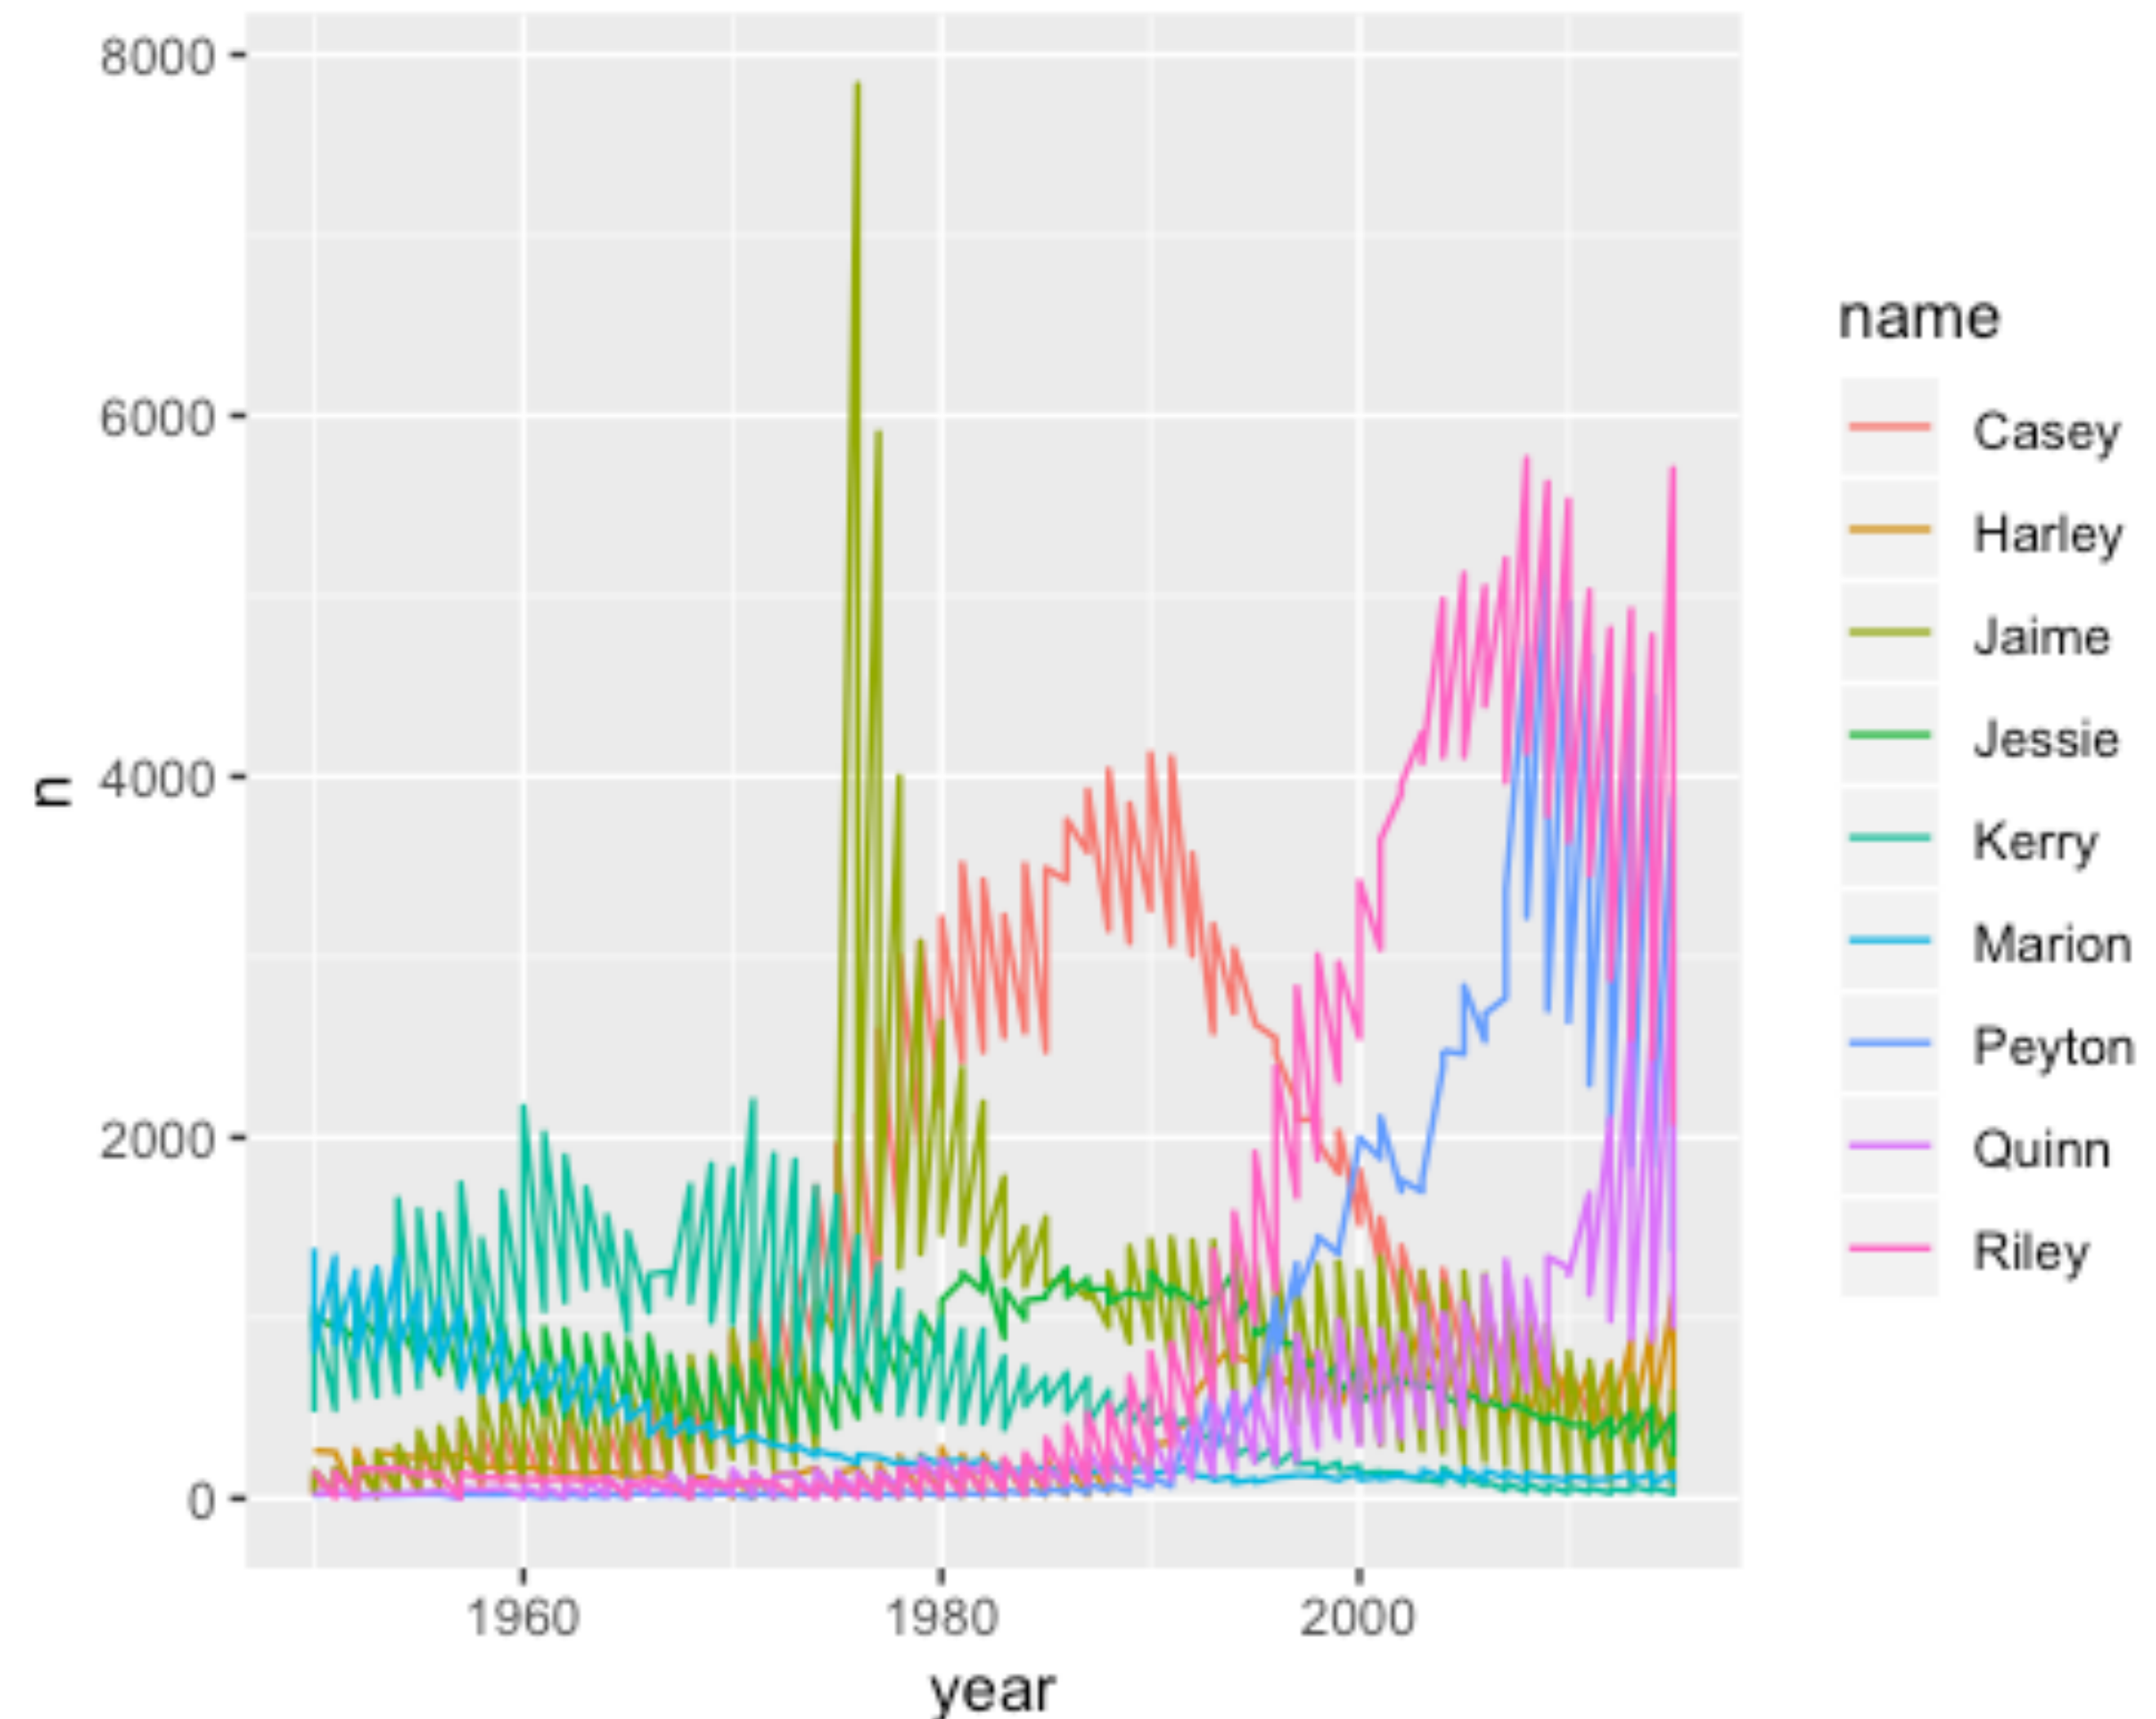 8000
6000
4000
2000
0
n
1960 1980 2000
year
name
Casey
Harley
Jaime
Jessie
Kerry
Marion
Peyton
Quinn
Riley